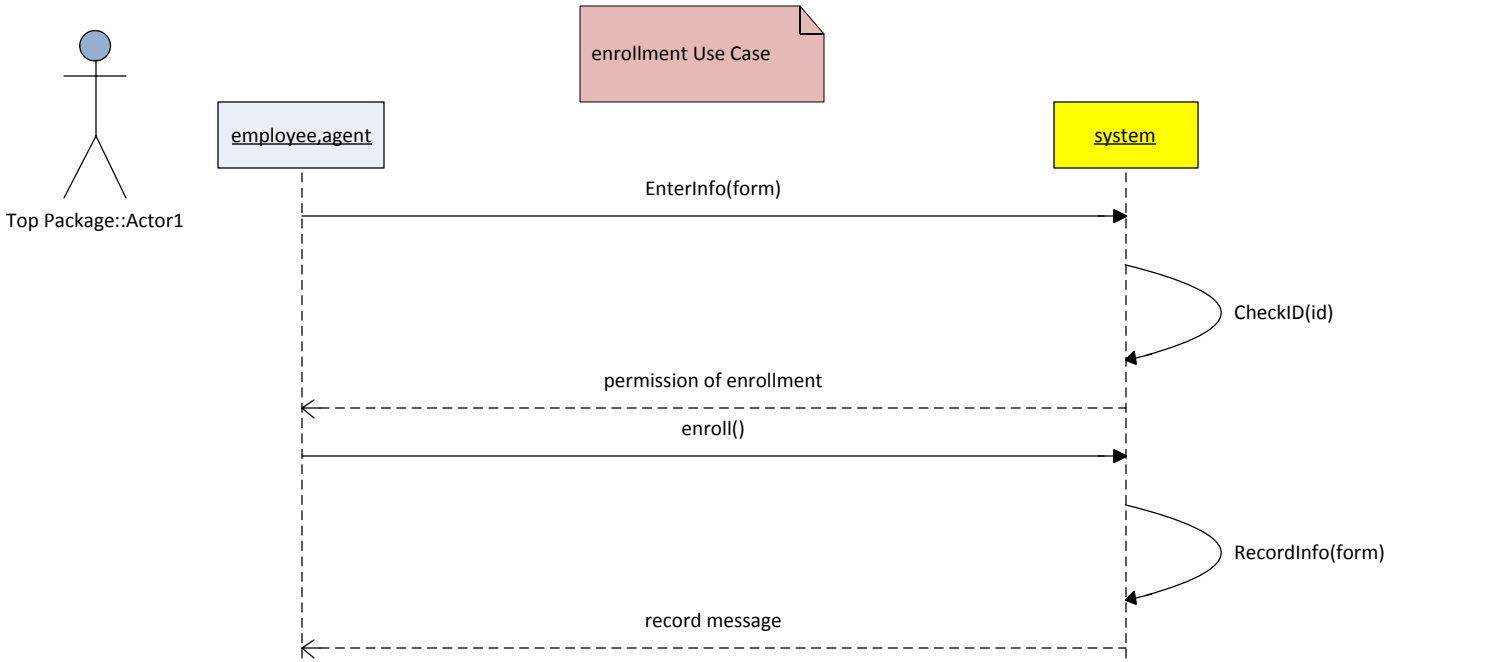 enrollment Use Case
employee,agent
system
Top Package::Actor1
EnterInfo(form)
CheckID(id)
permission of enrollment
enroll()
RecordInfo(form)
record message